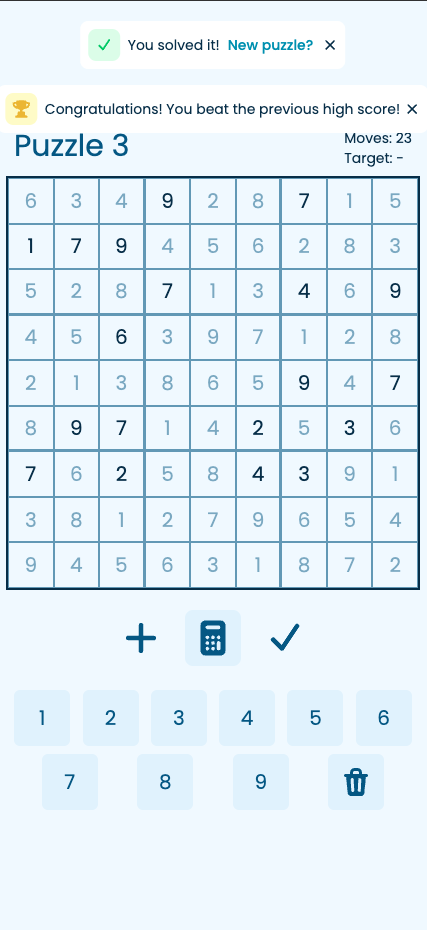 You solved it! New puzzle?
Congratulations! You beat the previous high score!
Puzzle 3
Moves: 23
Target: -
6 3 4 9 2 8 7 1 5
1 7 9 4 5 6 2 8 3
5 2 8 7 1 3 4 6 9
4 5 6 3 9 7 1 2 8
2 1 3 8 6 5 9 4 7
8 9 7 1 4 2 5 3 6
7 6 2 5 8 4 3 9 1
3 8 1 2 7 9 6 5 4
9 4 5 6 3 1 8 7 2
1 2 3 4 5 6
7 8 9